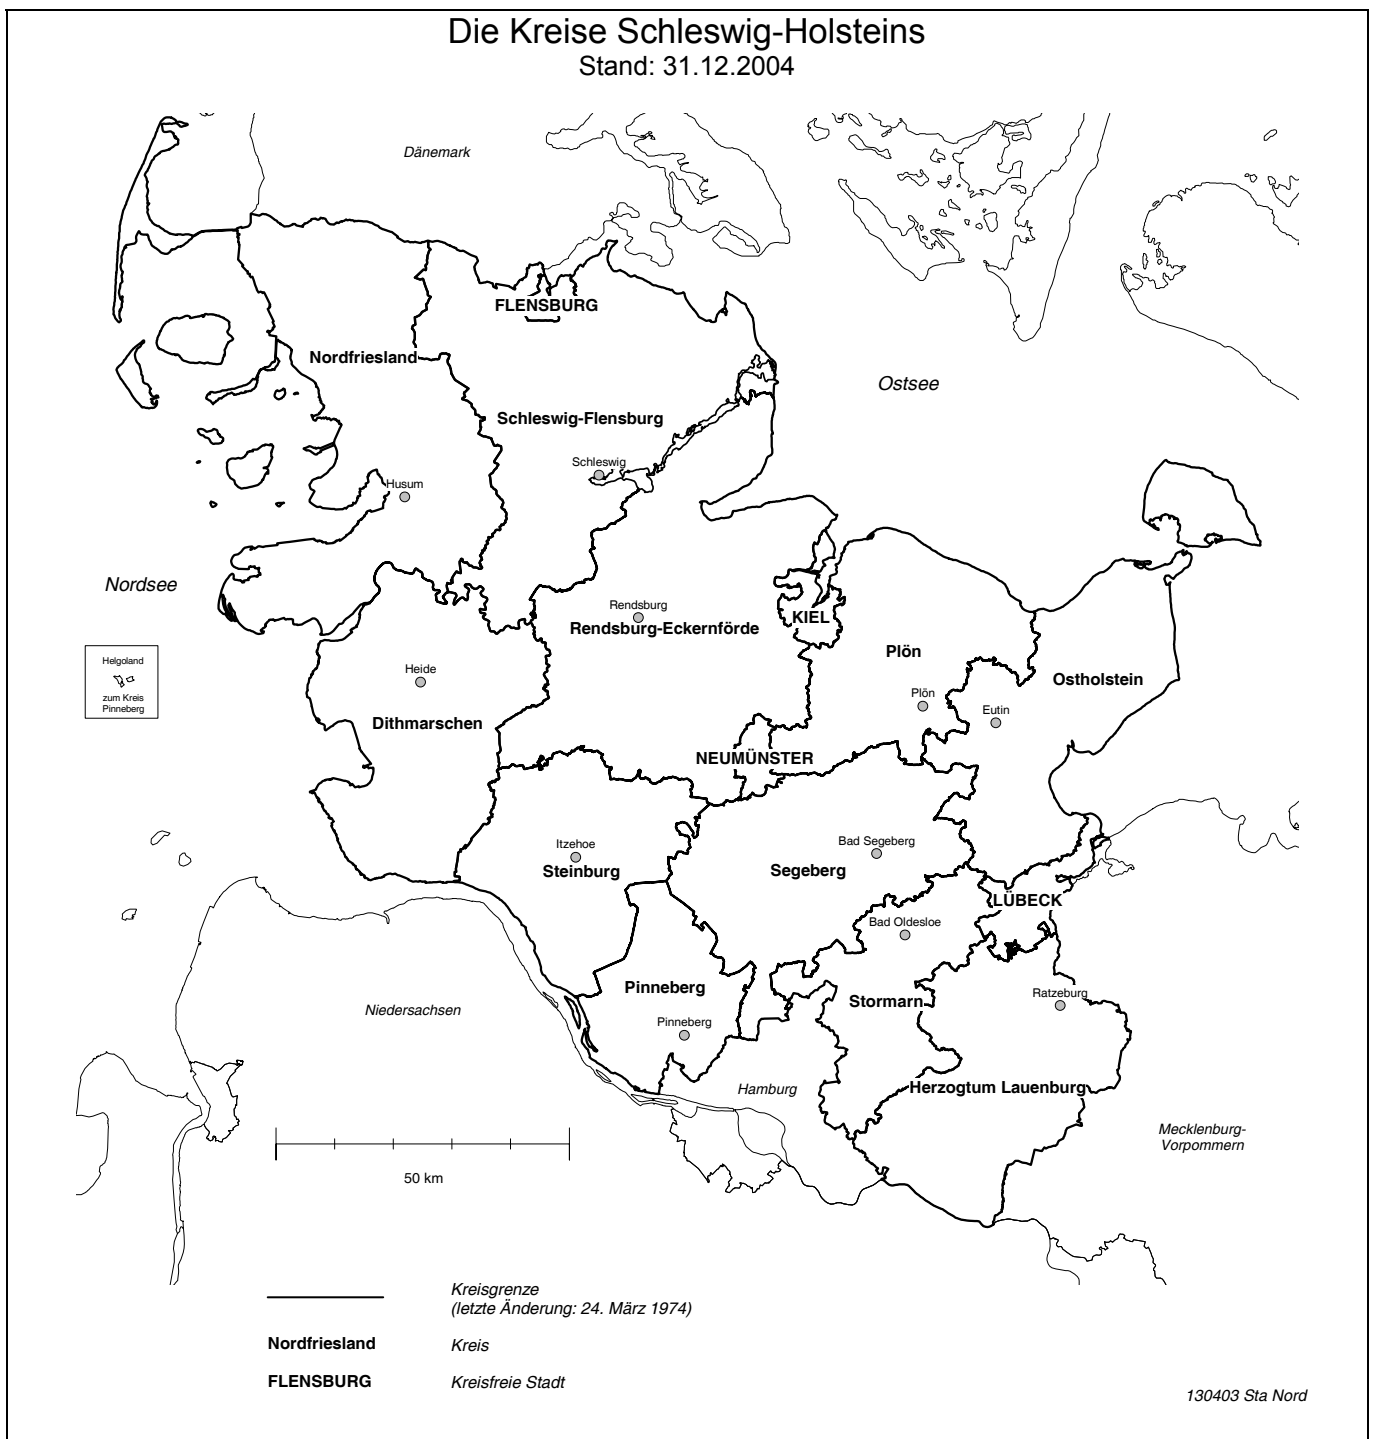 Die Kreise Schleswig-Holsteins
Stand: 31.12.2004
Dänemark
FLENSBURG
Nordfriesland
Ostsee
Schleswig-Flensburg
Schleswig
Husum
Nordsee
Rendsburg
Rendsburg-Eckernförde
KIEL
Plön
Helgoland
zum Kreis
Pinneberg
Heide
Ostholstein
Plön
Eutin
Dithmarschen
NEUMÜNSTER
Itzehoe
Steinburg
Bad Segeberg
Segeberg
LÜBECK
Bad Oldesloe
Pinneberg
Stormarn
Ratzeburg
Niedersachsen
Pinneberg
Hamburg
Herzogtum Lauenburg
Mecklenburg-
Vorpommern
50 km
Kreisgrenze
(letzte Änderung: 24. März 1974)
Nordfriesland Kreis
FLENSBURG Kreisfreie Stadt
130403 Sta Nord